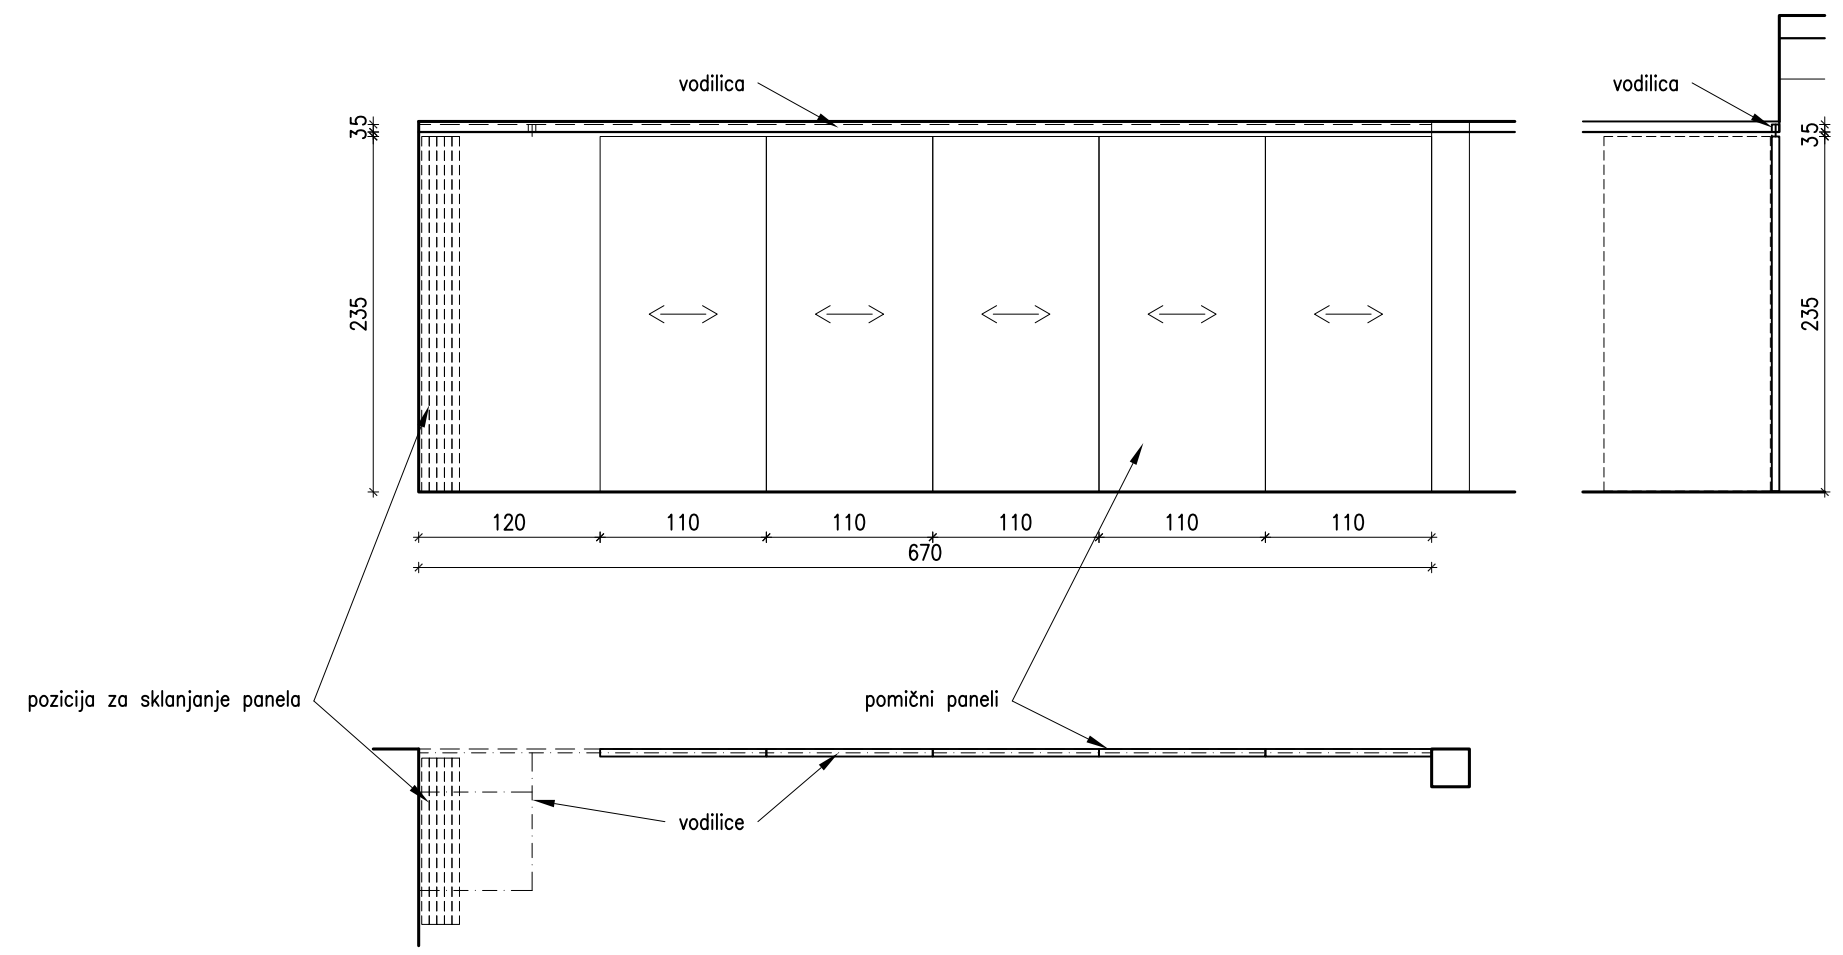 vodilica
vodilica
35
35
235
235
120
110
110
110
110
110
670
pozicija za sklanjanje panela
pomični paneli
vodilice